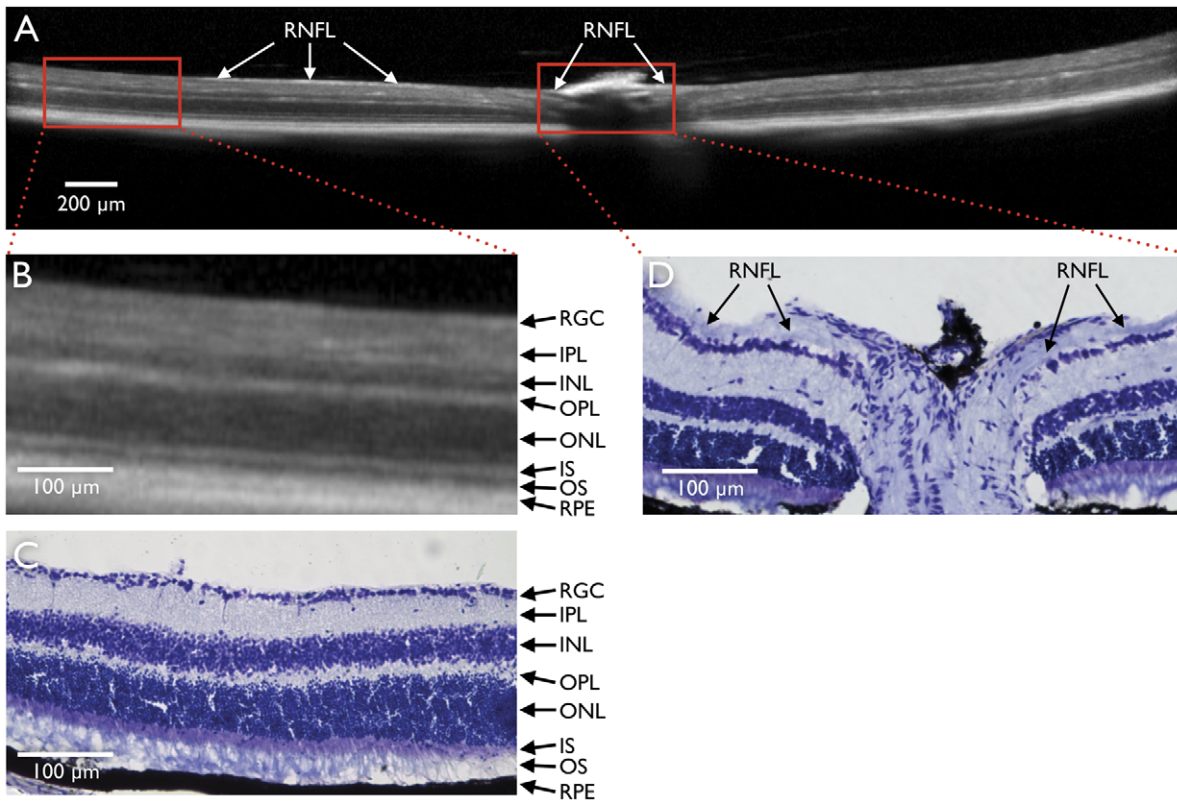 A
RNFL
RNFL
200 µm
B
RGC
IPL
INL
OPL
ONL
IS
OS
RPE
100 µm
D
RNFL
RNFL
100 µm
C
RGC
IPL
INL
OPL
ONL
IS
OS
RPE
100 µm